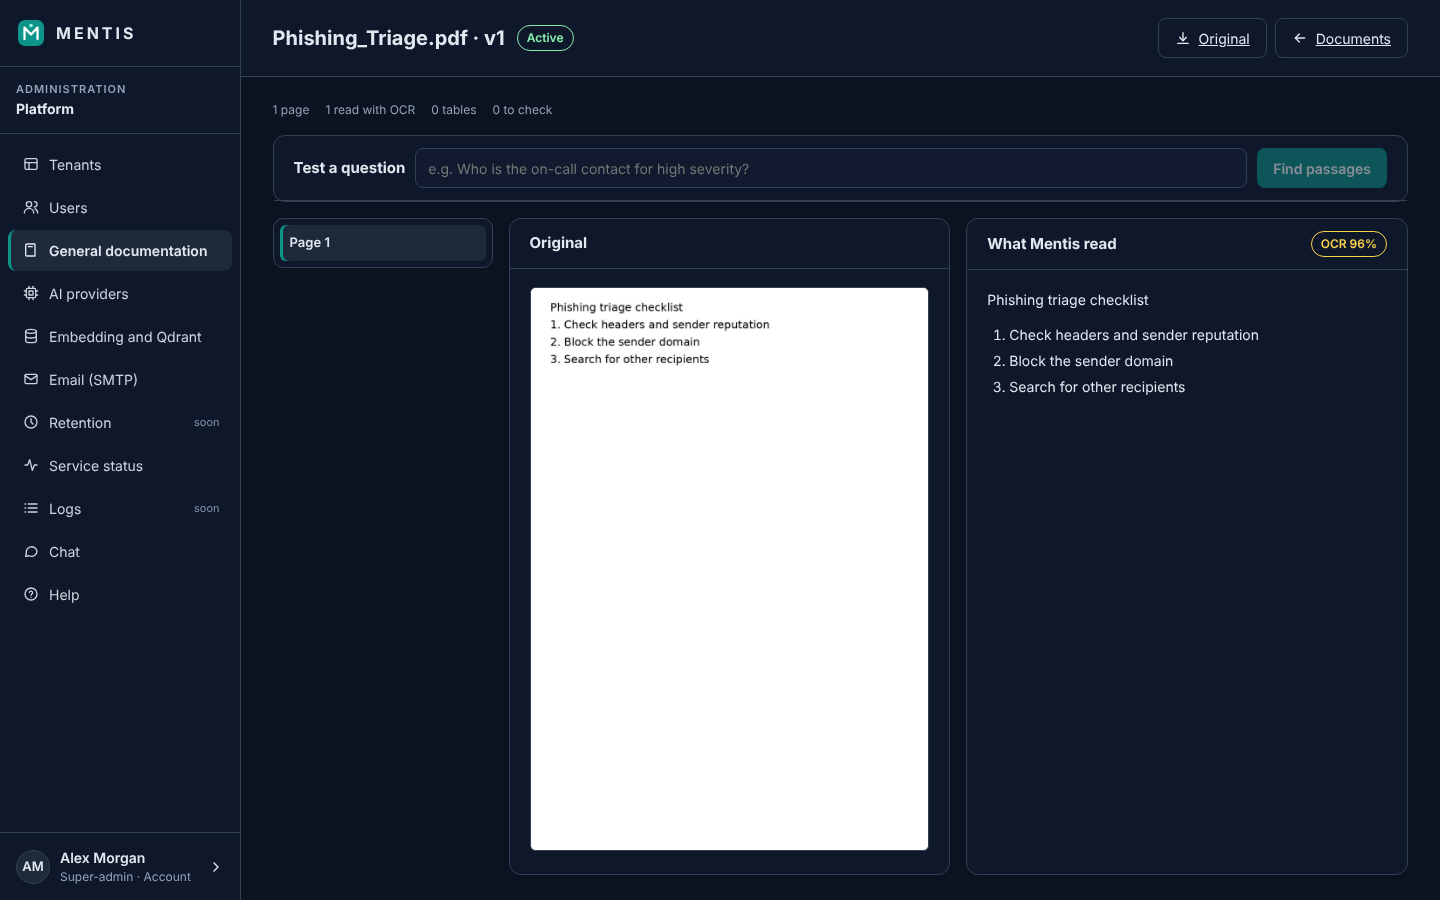 MENTIS
ADMINISTRATION
Platform
Tenants
Users
General documentation
AI providers
Embedding and Qdrant
Email (SMTP)
Retention soon
Service status
Logs soon
Chat
Help
AM
Alex Morgan
Super-admin · Account
Phishing_Triage.pdf · v1 Active
Original
Documents
1 page 1 read with OCR 0 tables 0 to check
Test a question e.g. Who is the on-call contact for high severity? Find passages
Page 1
Original
Phishing triage checklist
1. Check headers and sender reputation
2. Block the sender domain
3. Search for other recipients
What Mentis read OCR 96%
Phishing triage checklist
1. Check headers and sender reputation
2. Block the sender domain
3. Search for other recipients